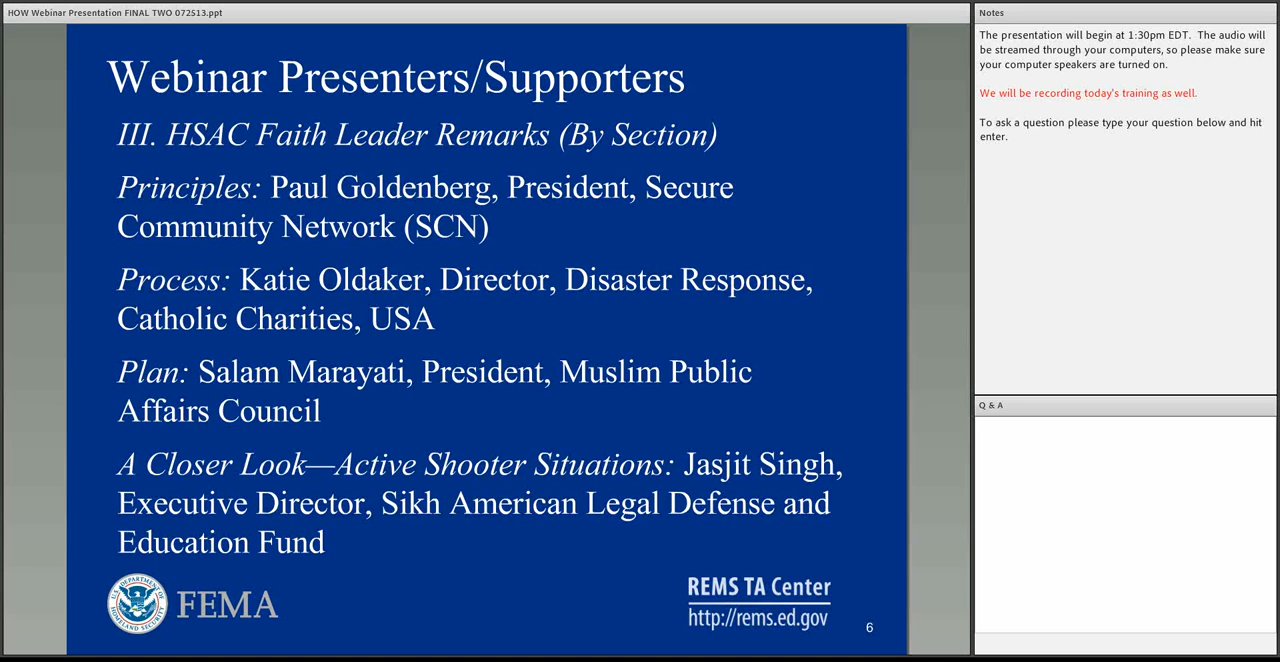 HOW Webinar Presentation FINAL TWO 072513.ppt
Webinar Presenters/Supporters
III. HSAC Faith Leader Remarks (By Section)
Principles: Paul Goldenberg, President, Secure
Community Network (SCN)
Process: Katie Oldaker, Director, Disaster Response,
Catholic Charities, USA
Plan: Salam Marayati, President, Muslim Public
Affairs Council
A Closer Look—Active Shooter Situations: Jasjit Singh,
Executive Director, Sikh American Legal Defense and
Education Fund
U.S. DEPARTMENT OF
HOMELAND SECURITY
FEMA
REMS TA Center
http://rems.ed.gov
6
Notes
The presentation will begin at 1:30pm EDT.  The audio will
be streamed through your computers, so please make sure
your computer speakers are turned on.
We will be recording today's training as well.
To ask a question please type your question below and hit
enter.
Q & A